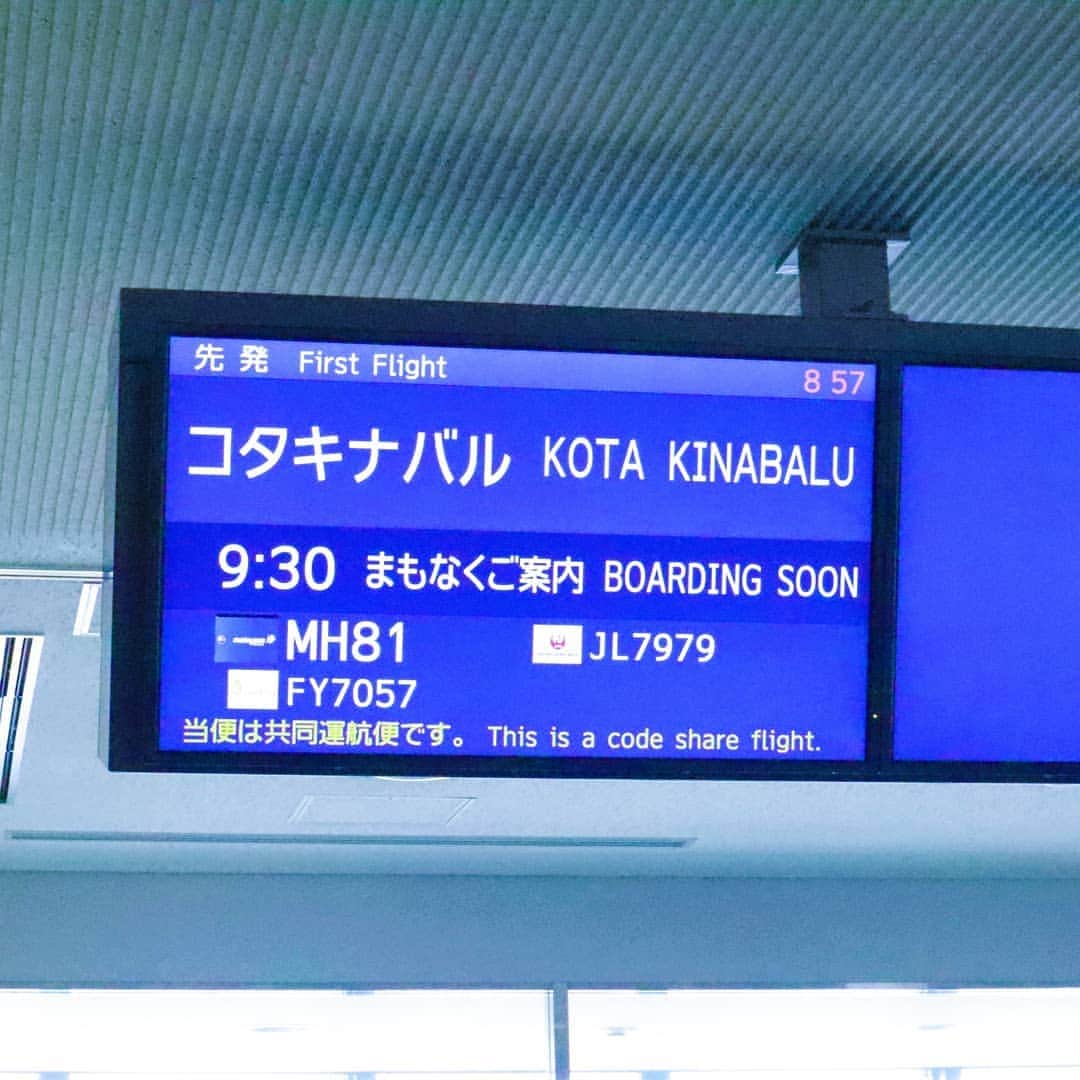 先発 First Flight 8 57
コタキナバル KOTA KINABALU
9:30 まもなくご案内 BOARDING SOON
MH81 JL7979
FY7057
当便は共同運航便です。 This is a code share flight.